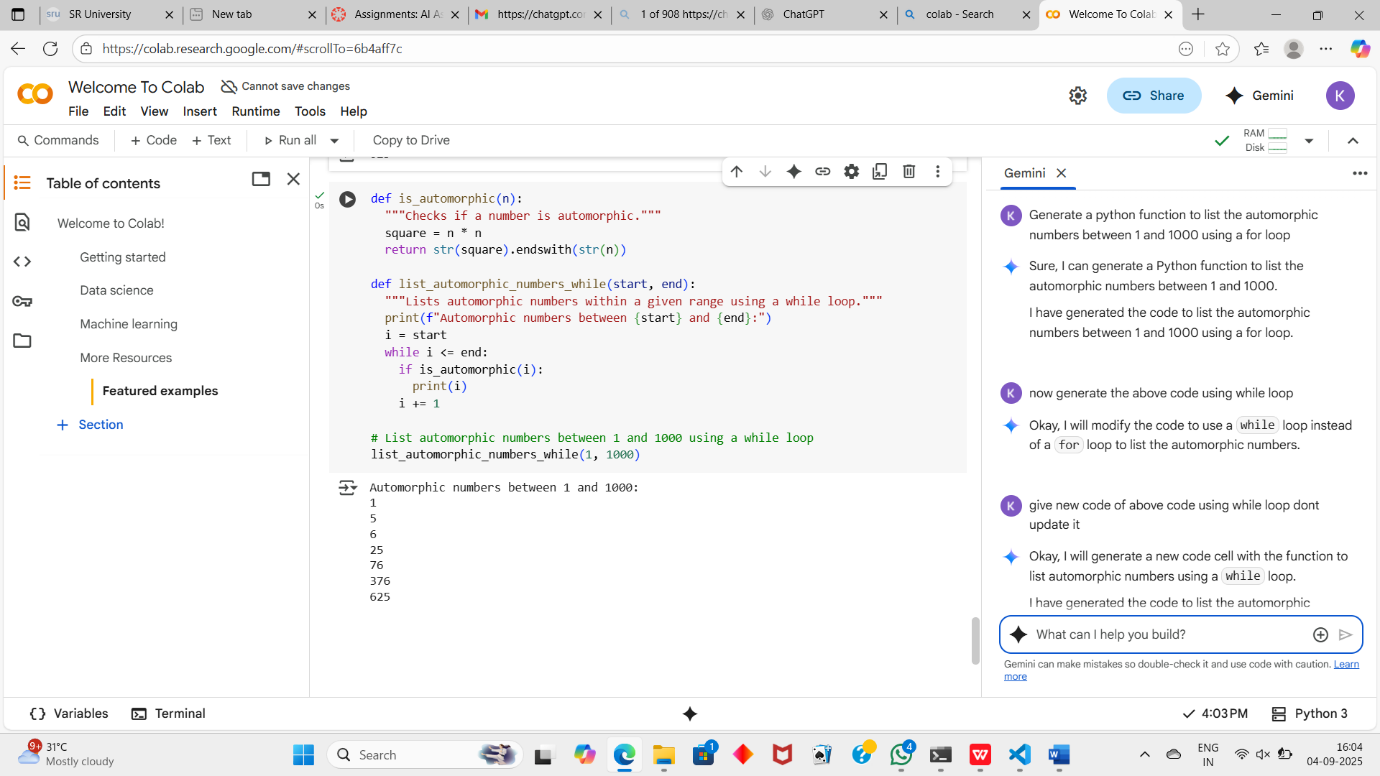 SR University
New tab
Assignments: AI As
https://chatgpt.co
1 of 908 https://ch
ChatGPT
colab - Search
Welcome To Colab
https://colab.research.google.com/#scrollTo=6b4aff7c
Welcome To Colab
Cannot save changes
File Edit View Insert Runtime Tools Help
Share
Gemini
K
Commands
+ Code + Text
Run all
Copy to Drive
RAM
Disk
Table of contents
Welcome to Colab!
Getting started
Data science
Machine learning
More Resources
Featured examples
+ Section
0s
def is_automorphic(n):
"""Checks if a number is automorphic."""
square = n * n
return str(square).endswith(str(n))
def list_automorphic_numbers_while(start, end):
"""Lists automorphic numbers within a given range using a while loop."""
print(f"Automorphic numbers between {start} and {end}:")
i = start
while i <= end:
if is_automorphic(i):
print(i)
i += 1
# List automorphic numbers between 1 and 1000 using a while loop
list_automorphic_numbers_while(1, 1000)
Automorphic numbers between 1 and 1000:
1
5
6
25
76
376
625
Gemini
K
Generate a python function to list the automorphic
numbers between 1 and 1000 using a for loop
Sure, I can generate a Python function to list the
automorphic numbers between 1 and 1000.
I have generated the code to list the automorphic
numbers between 1 and 1000 using a for loop.
K
now generate the above code using while loop
Okay, I will modify the code to use a while loop instead
of a for loop to list the automorphic numbers.
K
give new code of above code using while loop dont
update it
Okay, I will generate a new code cell with the function to
list automorphic numbers using a while loop.
I have generated the code to list the automorphic
What can I help you build?
Gemini can make mistakes so double-check it and use code with caution. Learn
more
{} Variables
Terminal
4:03 PM
Python 3
9+
31°C
Mostly cloudy
Search
1
4
ENG
IN
16:04
04-09-2025